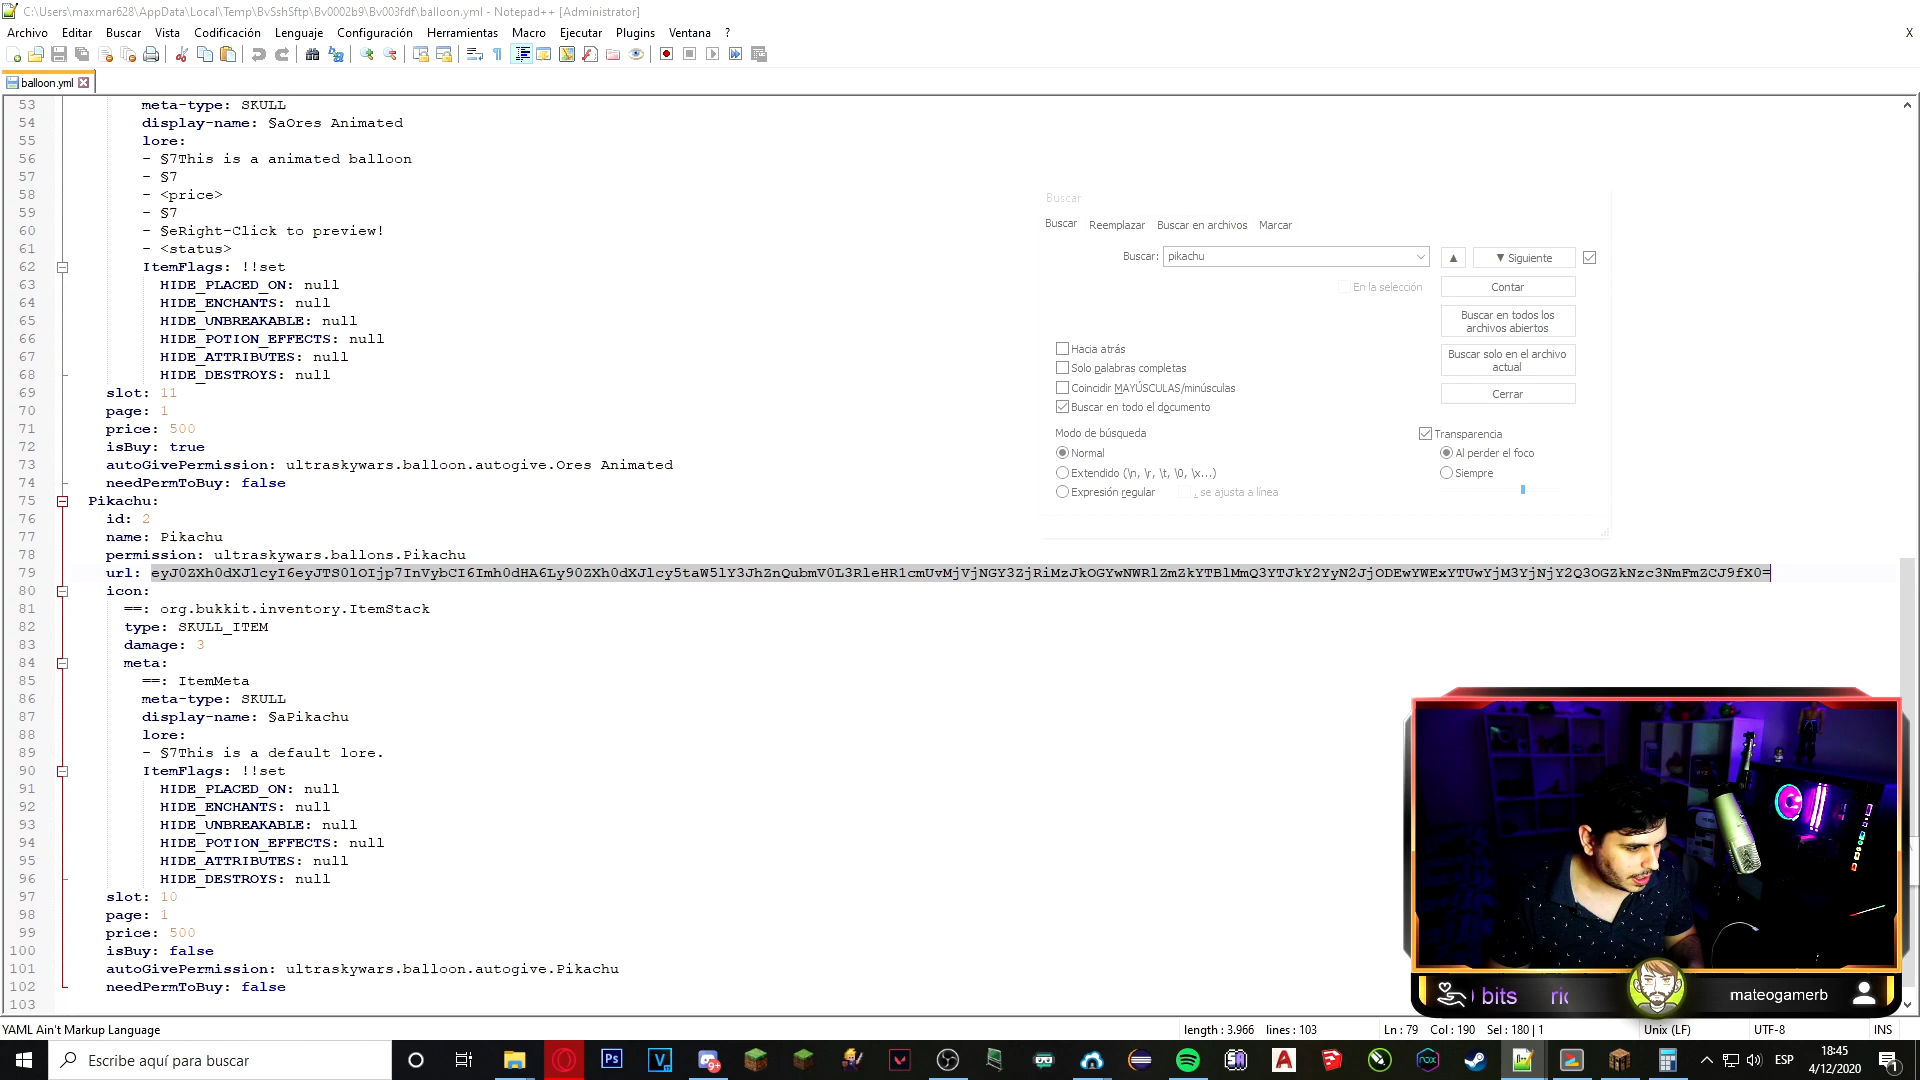 C:\Users\maxmar628\AppData\Local\Temp\BvSshSftp\Bv0002b9\Bv003fdf\balloon.yml - Notepad++ [Administrator]
Archivo Editar Buscar Vista Codificación Lenguaje Configuración Herramientas Macro Ejecutar Plugins Ventana ? X
balloon.yml
53 meta-type: SKULL
54 display-name: §aOres Animated
55 lore:
56 - §7This is a animated balloon
57 - §7
58 - <price>
59 - §7
60 - §eRight-Click to preview!
61 - <status>
62 ItemFlags: !!set
63 HIDE_PLACED_ON: null
64 HIDE_ENCHANTS: null
65 HIDE_UNBREAKABLE: null
66 HIDE_POTION_EFFECTS: null
67 HIDE_ATTRIBUTES: null
68 HIDE_DESTROYS: null
69 slot: 11
70 page: 1
71 price: 500
72 isBuy: true
73 autoGivePermission: ultraskywars.balloon.autogive.Ores Animated
74 needPermToBuy: false
75 Pikachu:
76 id: 2
77 name: Pikachu
78 permission: ultraskywars.ballons.Pikachu
79 url:
80 icon:
81 ==: org.bukkit.inventory.ItemStack
82 type: SKULL_ITEM
83 damage: 3
84 meta:
85 ==: ItemMeta
86 meta-type: SKULL
87 display-name: §aPikachu
88 lore:
89 - §7This is a default lore.
90 ItemFlags: !!set
91 HIDE_PLACED_ON: null
92 HIDE_ENCHANTS: null
93 HIDE_UNBREAKABLE: null
94 HIDE_POTION_EFFECTS: null
95 HIDE_ATTRIBUTES: null
96 HIDE_DESTROYS: null
97 slot: 10
98 page: 1
99 price: 500
100 isBuy: false
101 autoGivePermission: ultraskywars.balloon.autogive.Pikachu
102 needPermToBuy: false
103
Buscar
Buscar Reemplazar Buscar en archivos Marcar
Buscar: pikachu ▲ ▼ Siguiente
En la selección Contar
Buscar en todos los
archivos abiertos
Buscar solo en el archivo
actual
Hacia atrás
Solo palabras completas
Coincidir MAYÚSCULAS/minúsculas Cerrar
Buscar en todo el documento
Modo de búsqueda Transparencia
Normal Al perder el foco
Extendido (\n, \r, \t, \0, \x...) Siempre
Expresión regular . se ajusta a línea
bits mateogamerb
YAML Ain't Markup Language length : 3.966 lines : 103 Ln : 79 Col : 190 Sel : 180 | 1 Unix (LF) UTF-8 INS
Escribe aquí para buscar
Ps V 9+ nox ESP
18:45
4/12/2020
1